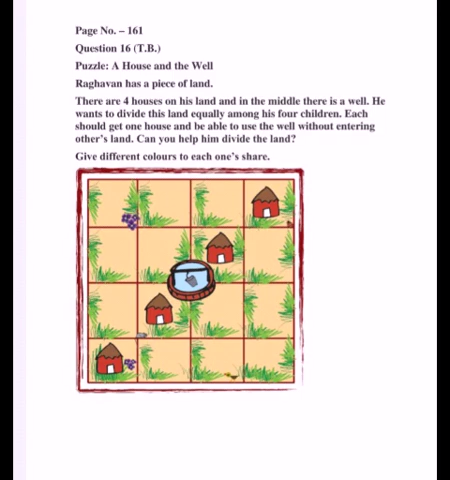 Page No. – 161
Question 16 (T.B.)
Puzzle: A House and the Well
Raghavan has a piece of land.
There are 4 houses on his land and in the middle there is a well. He
wants to divide this land equally among his four children. Each
should get one house and be able to use the well without entering
other's land. Can you help him divide the land?
Give different colours to each one's share.